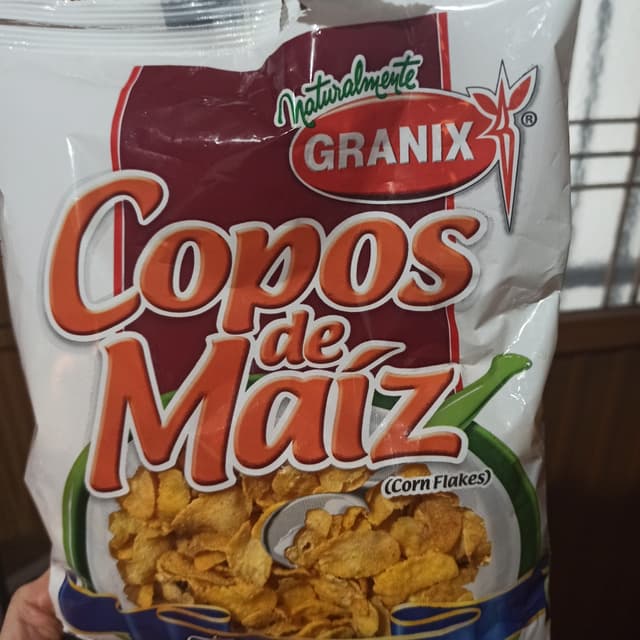 Naturalmente
GRANIX®
Copos
de
Maíz
(Corn Flakes)